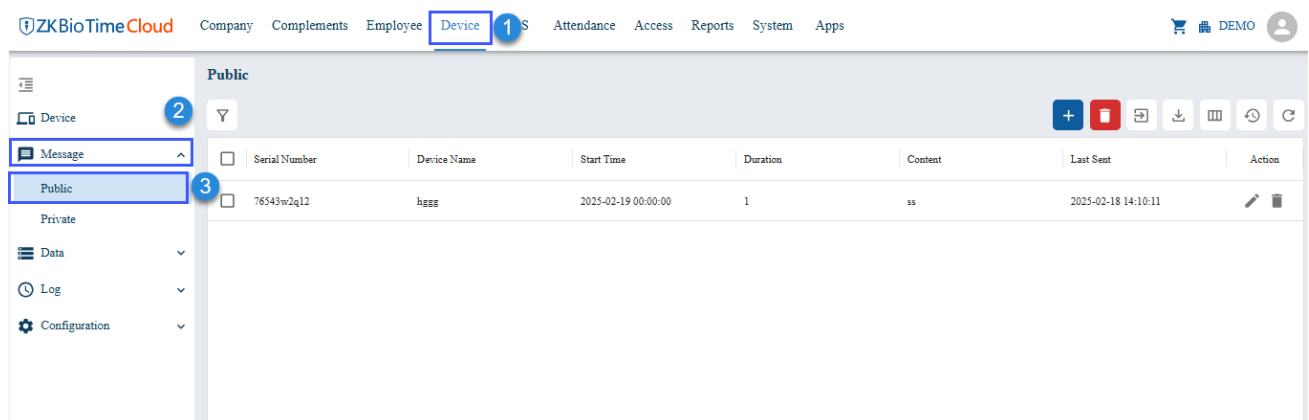 ZKBioTime Cloud Company Complements Employee Device 1 S Attendance Access Reports System Apps DEMO
Public
2
Device
Message
Serial Number Device Name Start Time Duration Content Last Sent Action
Public 3
76543w2q12 hggg 2025-02-19 00:00:00 1 ss 2025-02-18 14:10:11
Private
Data
Log
Configuration